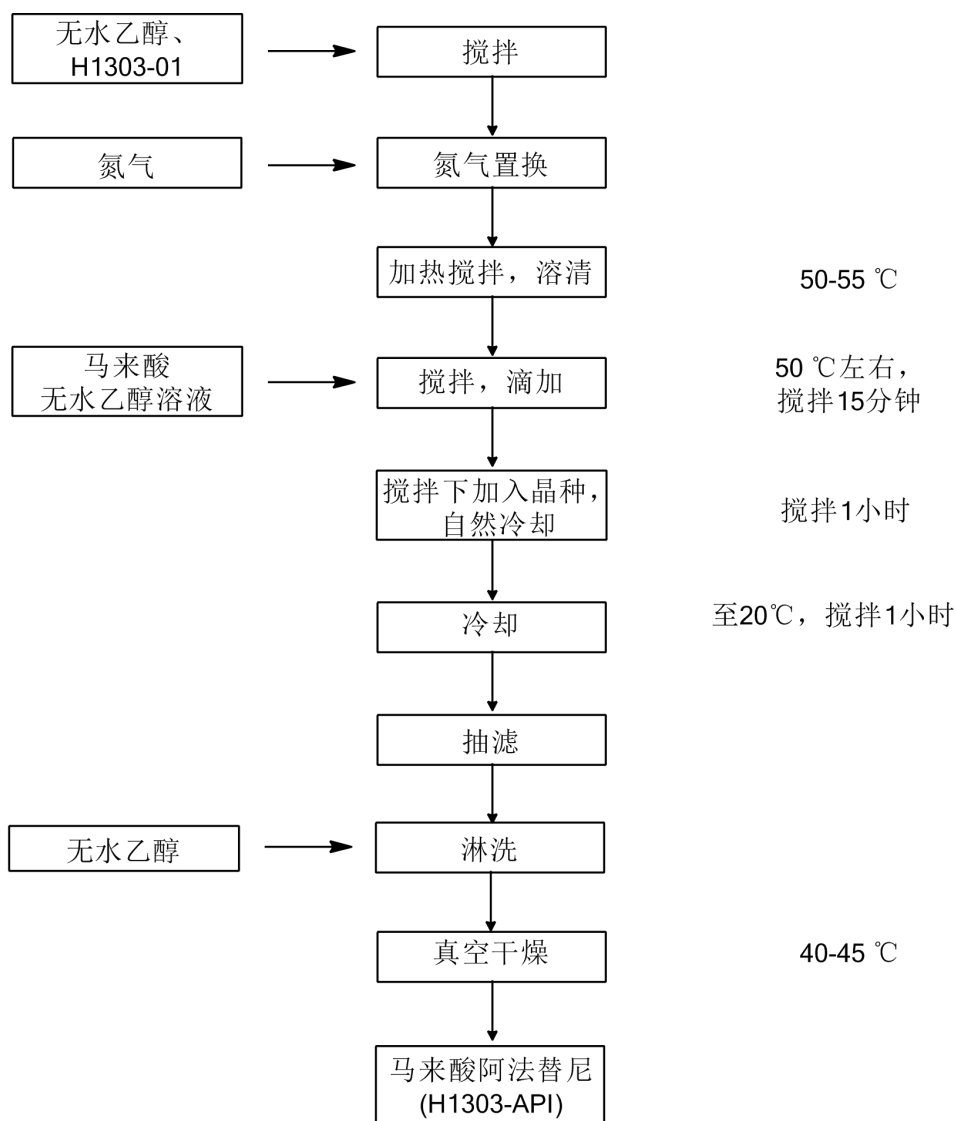 无水乙醇、
H1303-01
搅拌
氮气
氮气置换
加热搅拌，溶清
50-55 ℃
马来酸
无水乙醇溶液
搅拌，滴加
50 ℃左右，
搅拌15分钟
搅拌下加入晶种，
自然冷却
搅拌1小时
冷却
至20℃，搅拌1小时
抽滤
无水乙醇
淋洗
真空干燥
40-45 ℃
马来酸阿法替尼
(H1303-API)